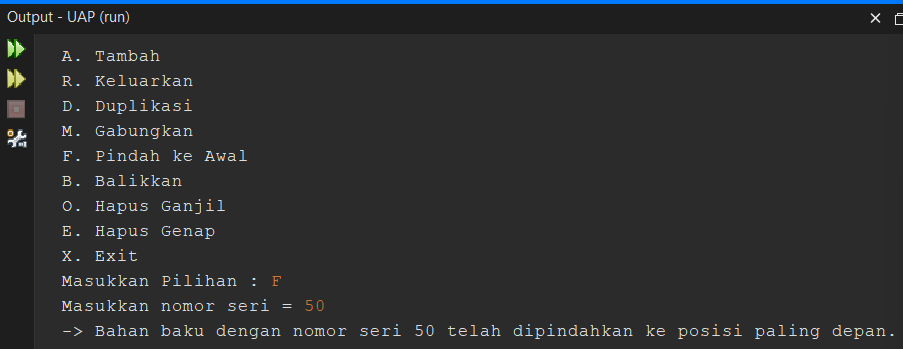 Output - UAP (run)
A. Tambah
R. Keluarkan
D. Duplikasi
M. Gabungkan
F. Pindah ke Awal
B. Balikkan
O. Hapus Ganjil
E. Hapus Genap
X. Exit
Masukkan Pilihan : F
Masukkan nomor seri = 50
-> Bahan baku dengan nomor seri 50 telah dipindahkan ke posisi paling depan.